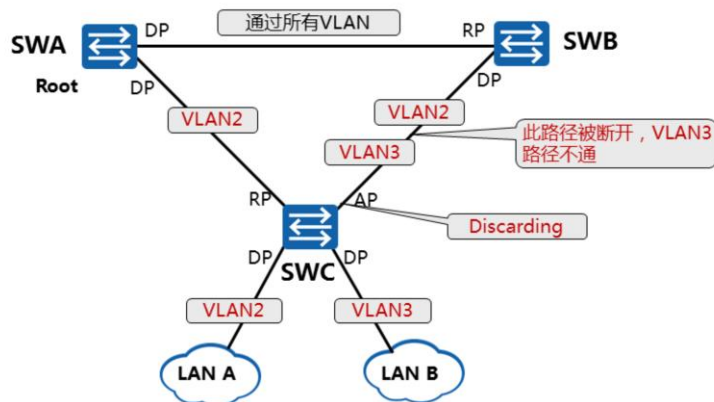 DP
通过所有VLAN
RP
SWA
SWB
Root
DP
DP
VLAN2
VLAN2
此路径被断开，VLAN3
路径不通
VLAN3
RP
AP
Discarding
DP
DP
SWC
VLAN2
VLAN3
LAN A
LAN B